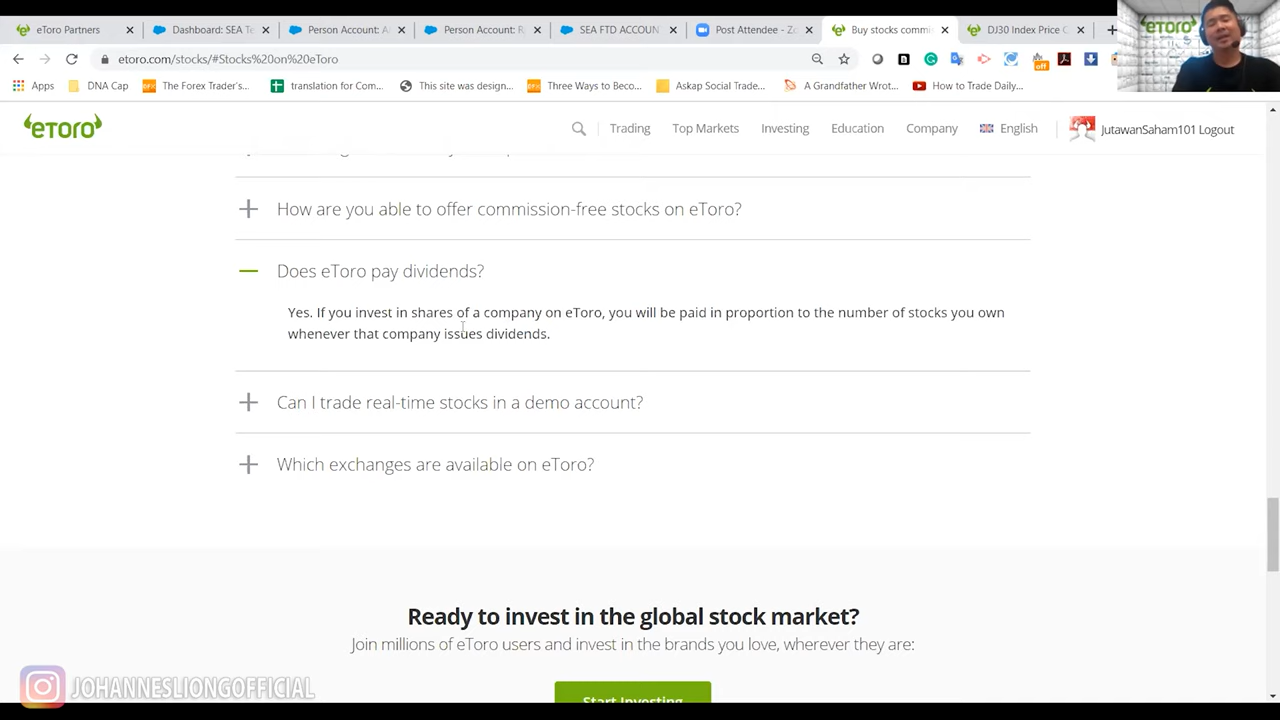 eToro Partners
Dashboard: SEA Te
Person Account: A
Person Account: R
SEA FTD ACCOUN
Post Attendee - Zo
Buy stocks commi
DJ30 Index Price C
eToro
etoro.com/stocks/#Stocks%20on%20eToro
off
Apps
DNA Cap
The Forex Trader's...
translation for Com...
This site was design...
Three Ways to Beco...
Askap Social Trade...
A Grandfather Wrot...
How to Trade Daily...
eToro
Trading
Top Markets
Investing
Education
Company
English
JutawanSaham101 Logout
How are you able to offer commission-free stocks on eToro?
Does eToro pay dividends?
Yes. If you invest in shares of a company on eToro, you will be paid in proportion to the number of stocks you own
whenever that company issues dividends.
Can I trade real-time stocks in a demo account?
Which exchanges are available on eToro?
Ready to invest in the global stock market?
Join millions of eToro users and invest in the brands you love, wherever they are:
Start Investing
JOHANNESLIONGOFFICIAL